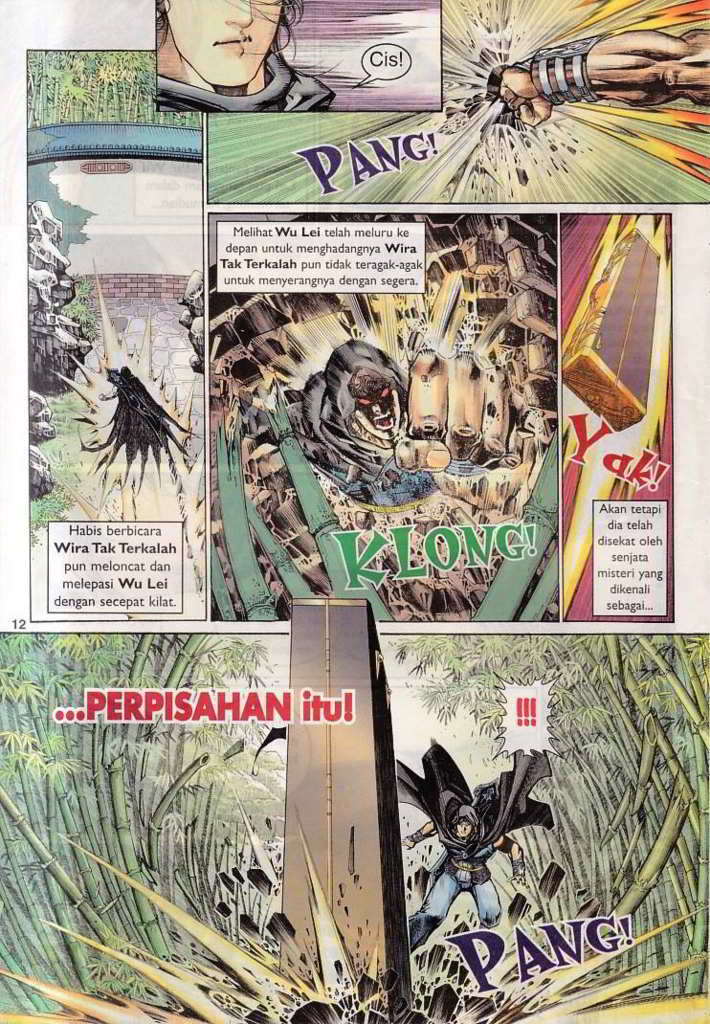 Cis!
PANG!
Habis berbicara
Wira Tak Terkalah
pun meloncat dan
melepasi Wu Lei
dengan secepat kilat.
Melihat Wu Lei telah meluru ke
depan untuk menghadangnya Wira
Tak Terkalah pun tidak teragak-agak
untuk menyerangnya dengan segera.
KLONG!
Yak!
Akan tetapi
dia telah
disekat oleh
senjata
misteri yang
dikenali
sebagai...
12
...PERPISAHAN itu!
!!!
PANG!